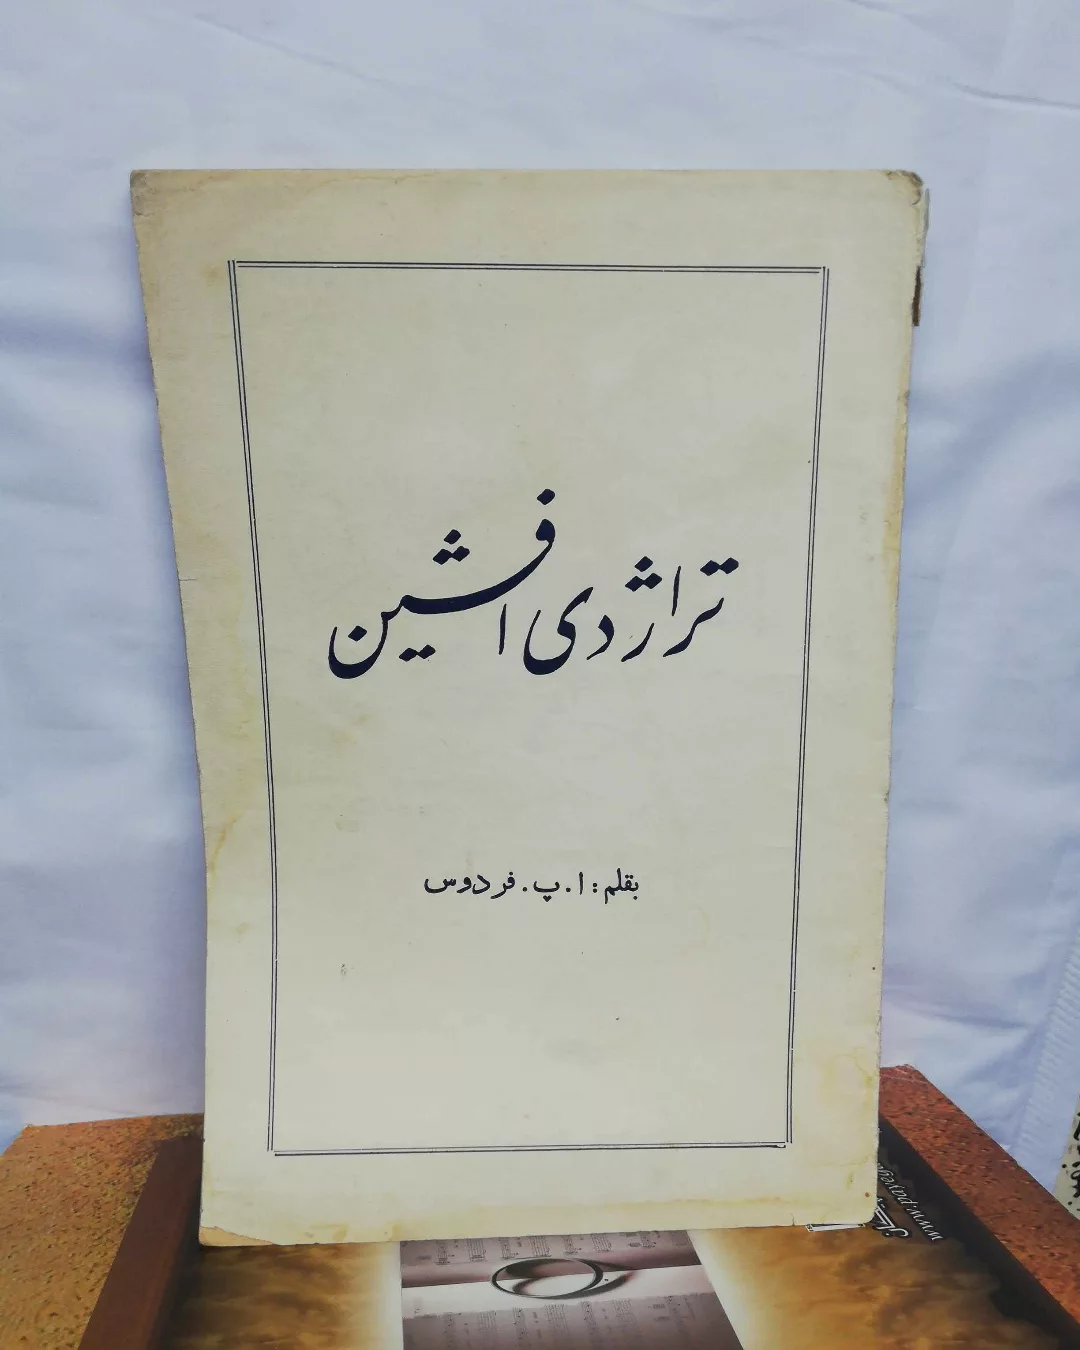 تراژدی افشین
بقلم : ا . پ . فردوس